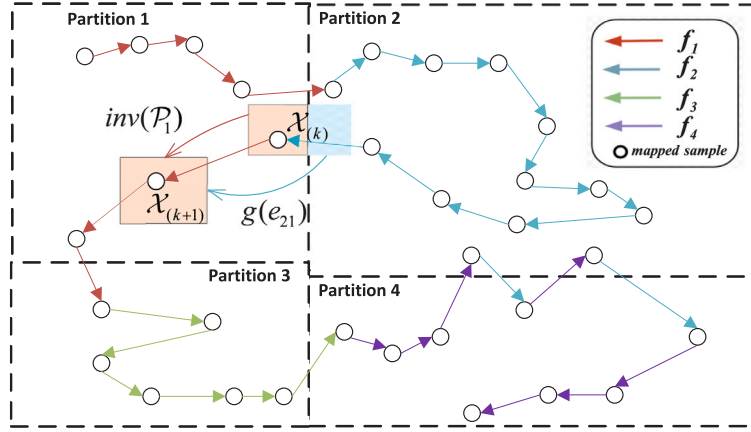 Partition 1
Partition 2
f₁
f₂
f₃
f₄
mapped sample
inv(𝒫₁)
𝒳₍ₖ₎
𝒳₍ₖ₊₁₎
g(e₂₁)
Partition 3
Partition 4